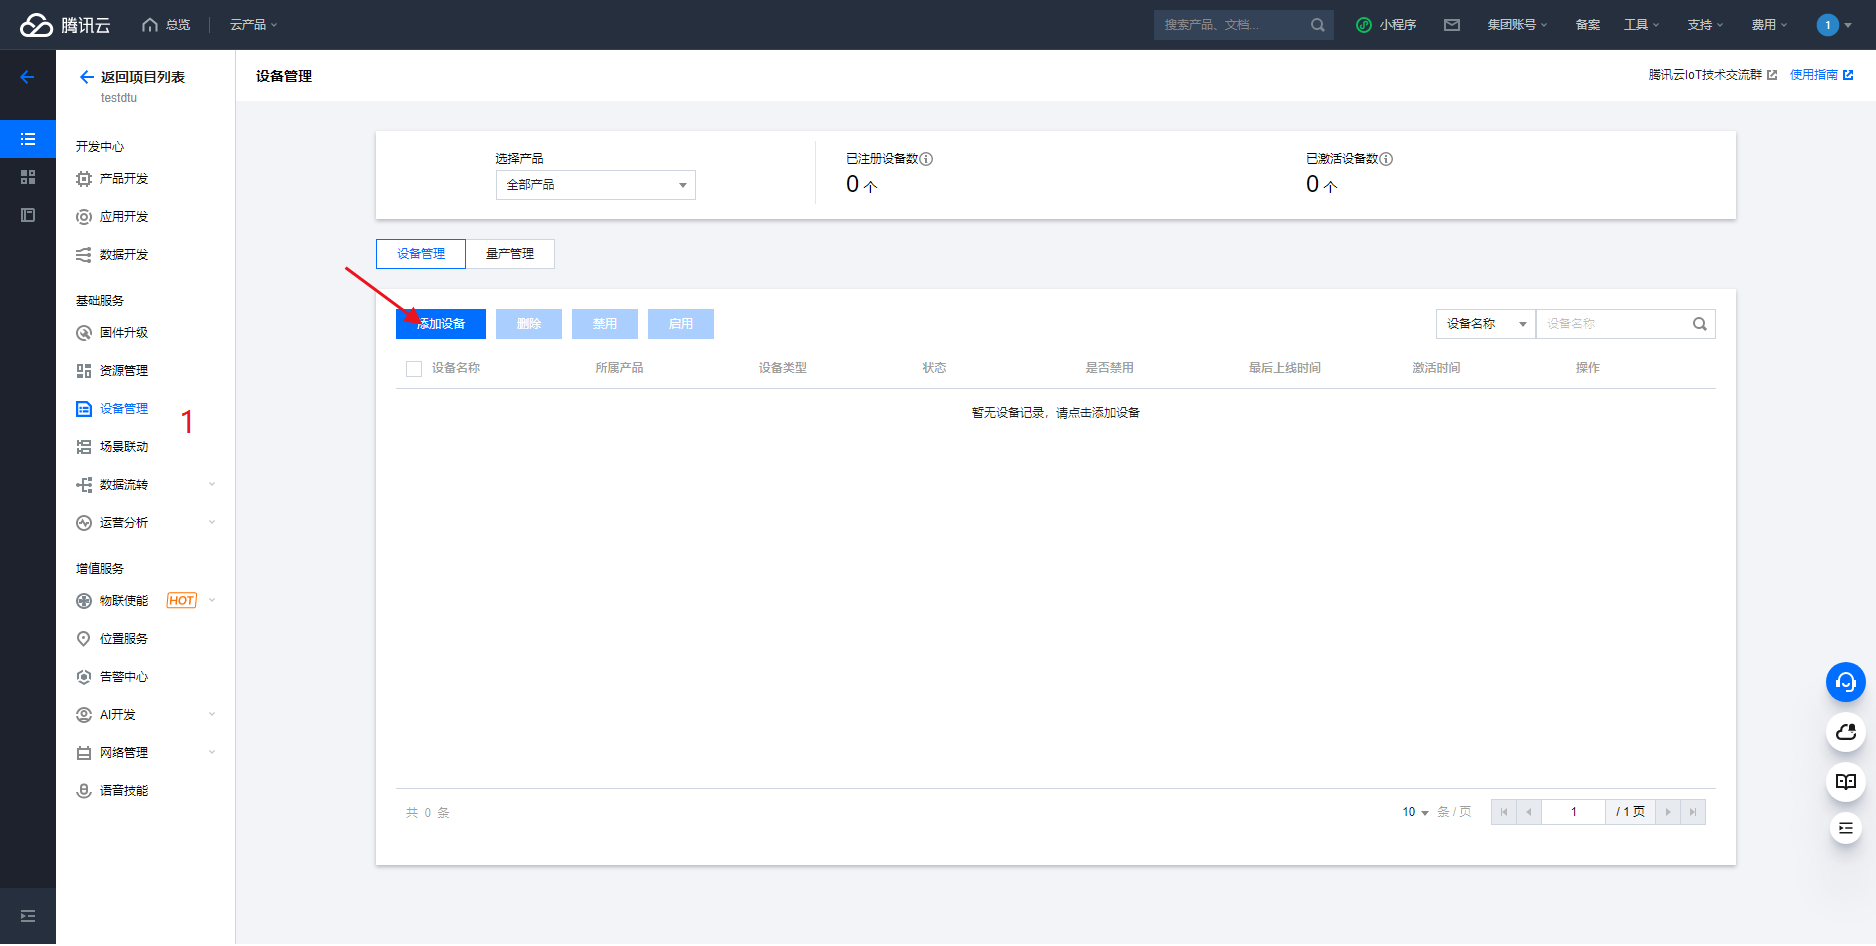 腾讯云
总览
云产品
搜索产品、文档...
小程序
集团账号
备案
工具
支持
费用
1
返回项目列表
testdtu
开发中心
产品开发
应用开发
数据开发
基础服务
固件升级
资源管理
设备管理
1
场景联动
数据流转
运营分析
增值服务
物联使能
HOT
位置服务
告警中心
AI开发
网络管理
语音技能
设备管理
腾讯云IoT技术交流群
使用指南
选择产品
全部产品
已注册设备数
0 个
已激活设备数
0 个
设备管理
量产管理
添加设备
删除
禁用
启用
设备名称
设备名称
设备名称
所属产品
设备类型
状态
是否禁用
最后上线时间
激活时间
操作
暂无设备记录，请点击添加设备
共 0 条
10
条 / 页
1
/ 1 页